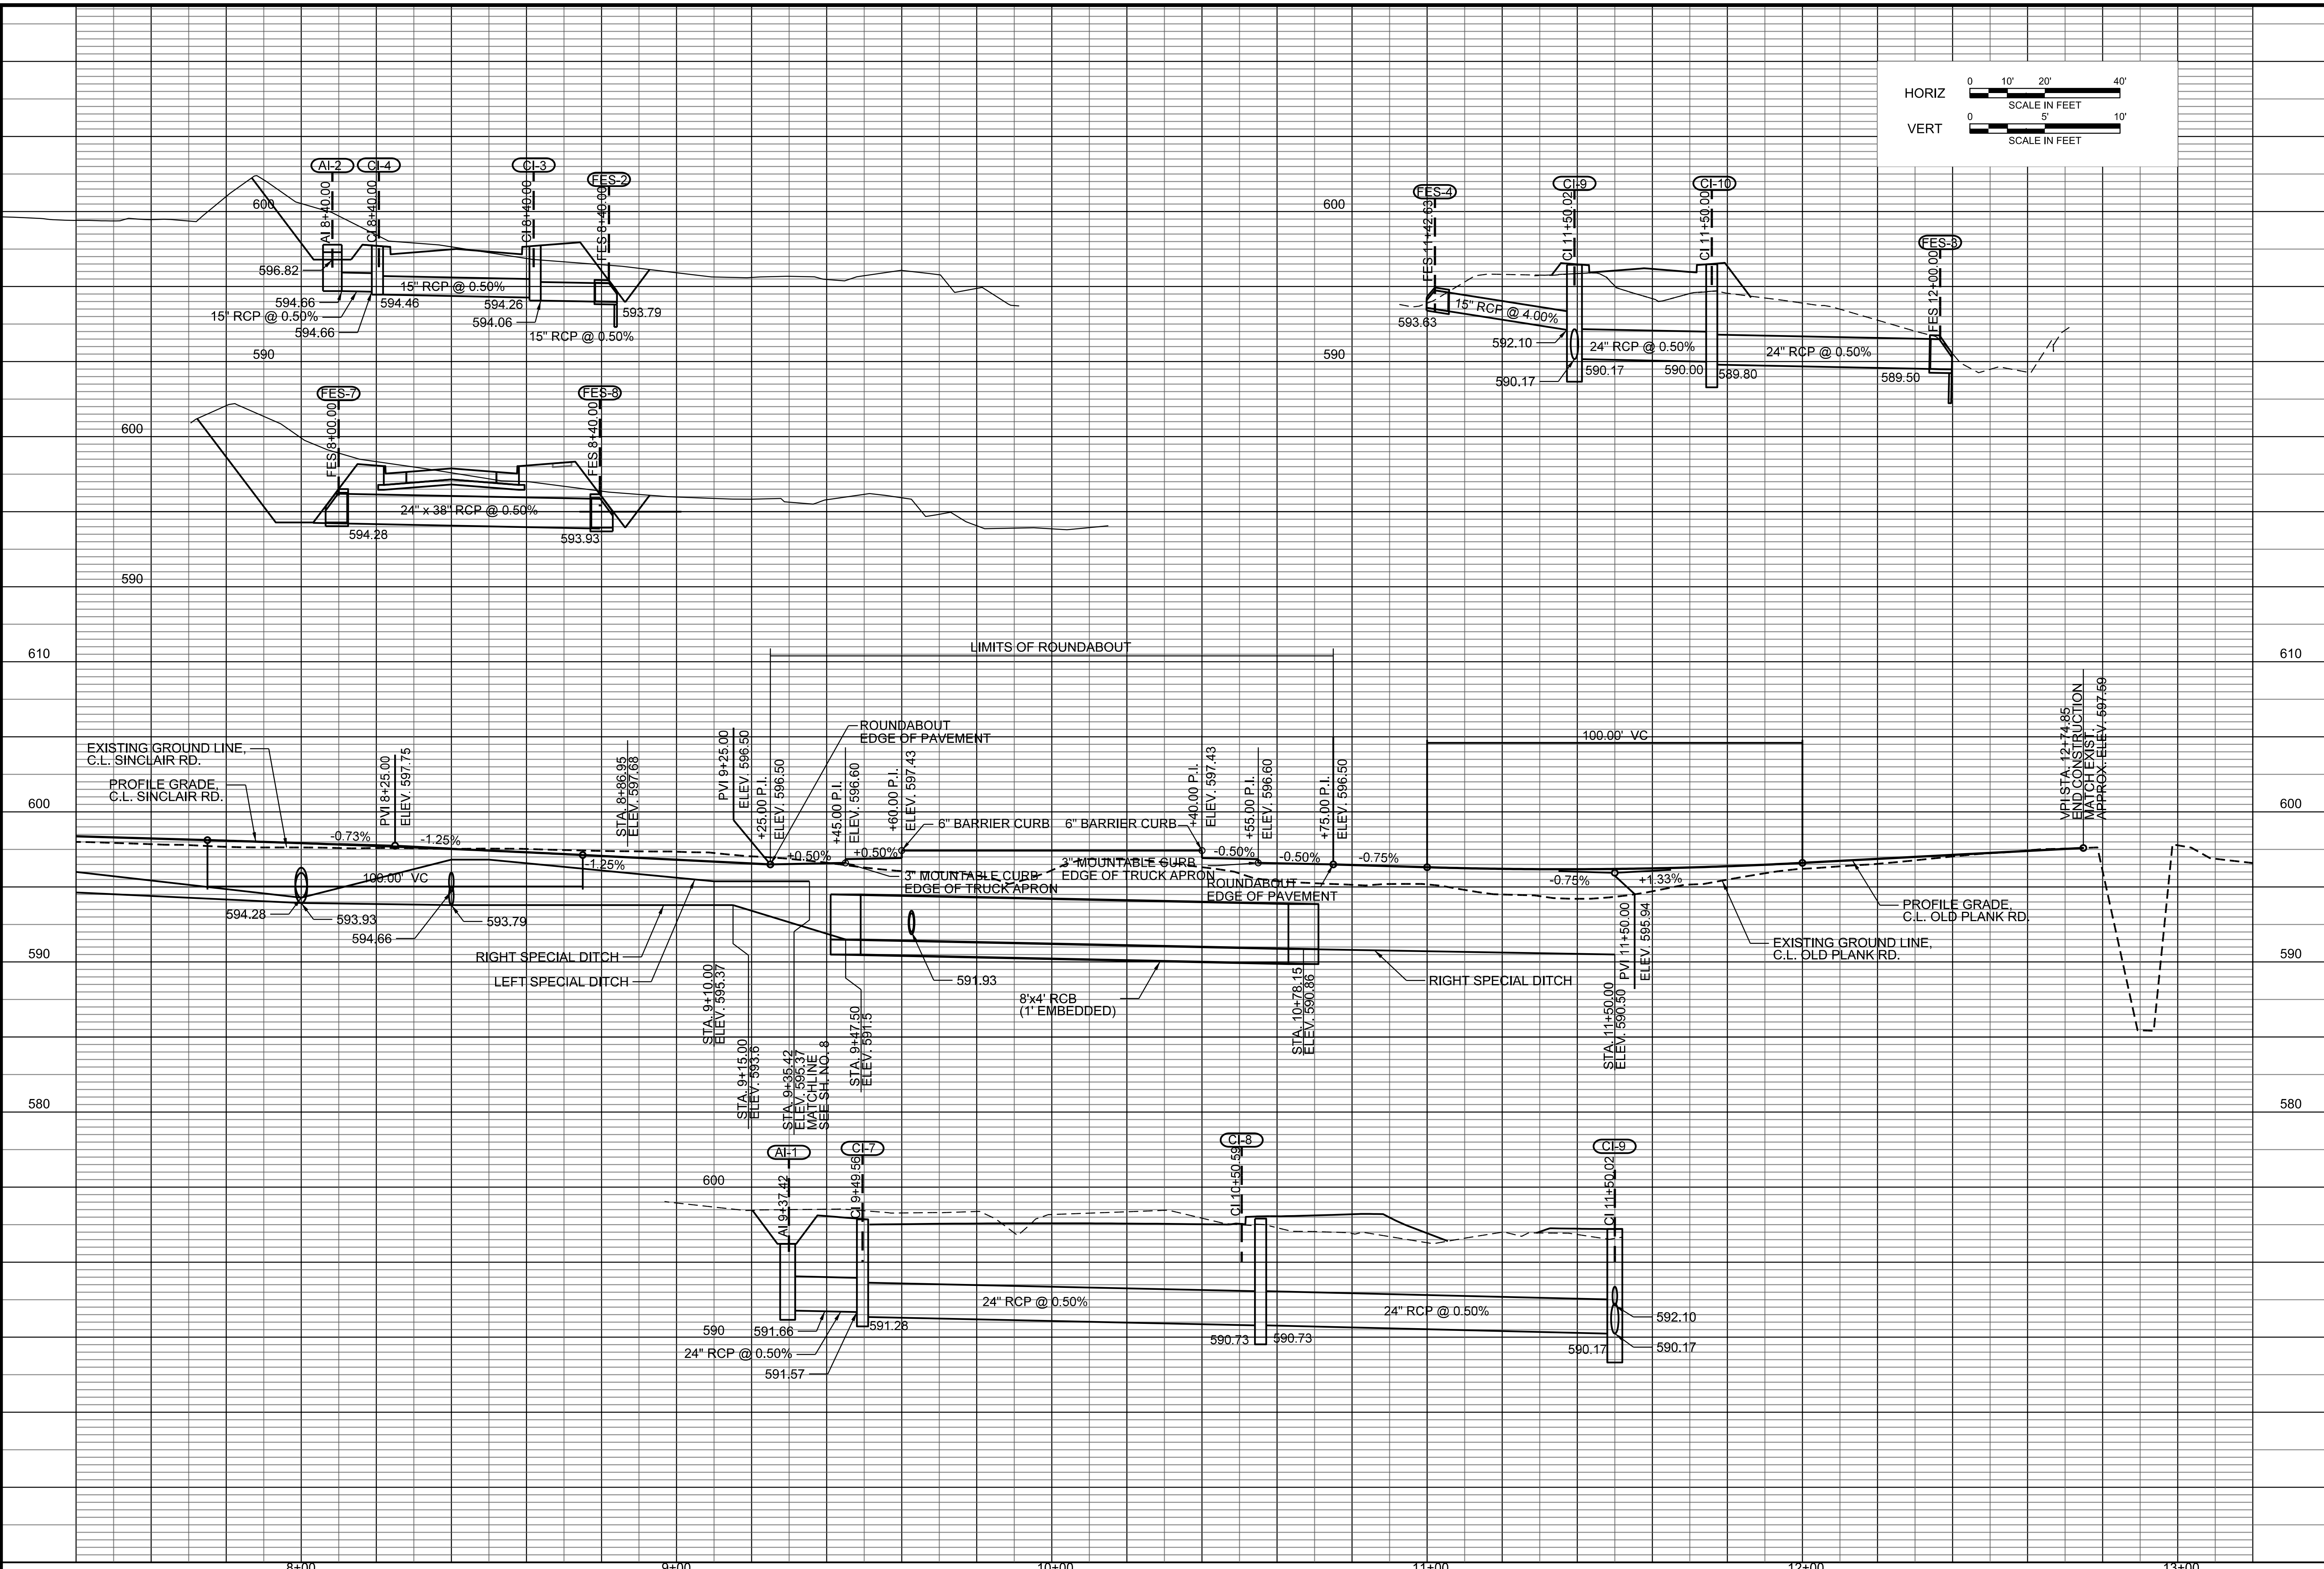 HORIZ
0 10' 20' 40'
SCALE IN FEET
VERT
0 5' 10'
SCALE IN FEET
AI-2
CI-4
CI-3
FES-2
AI 8+40.00
CI 8+40.00
CI 8+40.00
FES 8+40.00
600
596.82
594.66
15" RCP @ 0.50%
594.66
594.46
15" RCP @ 0.50%
594.26
594.06
15" RCP @ 0.50%
593.79
590
FES-4
CI-9
CI-10
FES-3
FES 11+42.63
CI 11+50.02
CI 11+50.00
FES 12+00.00
600
593.63
15" RCP @ 4.00%
592.10
590.17
590.17
24" RCP @ 0.50%
590.00
589.80
24" RCP @ 0.50%
589.50
590
FES-7
FES-8
FES 8+00.00
FES 8+40.00
600
24" x 38" RCP @ 0.50%
594.28
593.93
590
610
610
LIMITS OF ROUNDABOUT
EXISTING GROUND LINE,
C.L. SINCLAIR RD.
PROFILE GRADE,
C.L. SINCLAIR RD.
PVI 8+25.00
ELEV. 597.75
STA. 8+86.95
ELEV. 597.68
PVI 9+25.00
ELEV. 596.50
+25.00 P.I.
ELEV. 596.50
ROUNDABOUT
EDGE OF PAVEMENT
+45.00 P.I.
ELEV. 596.60
+60.00 P.I.
ELEV. 597.43
6" BARRIER CURB
6" BARRIER CURB
+40.00 P.I.
ELEV. 597.43
+55.00 P.I.
ELEV. 596.60
+75.00 P.I.
ELEV. 596.50
100.00' VC
VPI STA. 12+74.85
END CONSTRUCTION
MATCH EXIST.
APPROX. ELEV. 597.59
600
600
-0.73%
-1.25%
-1.25%
+0.50%
+0.50%
-0.50%
-0.50%
-0.75%
-0.75%
+1.33%
100.00' VC
3" MOUNTABLE CURB
EDGE OF TRUCK APRON
3" MOUNTABLE CURB
EDGE OF TRUCK APRON
ROUNDABOUT
EDGE OF PAVEMENT
594.28
593.93
594.66
593.79
RIGHT SPECIAL DITCH
LEFT SPECIAL DITCH
591.93
8'x4' RCB
(1' EMBEDDED)
RIGHT SPECIAL DITCH
PVI 11+50.00
ELEV. 595.94
PROFILE GRADE,
C.L. OLD PLANK RD.
EXISTING GROUND LINE,
C.L. OLD PLANK RD.
590
590
STA. 9+10.00
ELEV. 595.37
STA. 9+15.00
ELEV. 593.6
STA. 9+35.42
ELEV. 595.37
MATCHLINE
SEE SH. NO. 8
STA. 9+47.50
ELEV. 591.5
STA. 10+78.15
ELEV. 590.86
STA. 11+50.00
ELEV. 590.50
580
580
AI-1
CI-7
CI-8
CI-9
AI 9+37.42
CI 9+49.56
CI 10+50.59
CI 11+50.02
600
590
591.66
24" RCP @ 0.50%
591.57
591.28
24" RCP @ 0.50%
590.73
590.73
24" RCP @ 0.50%
590.17
592.10
590.17
8+00
9+00
10+00
11+00
12+00
13+00